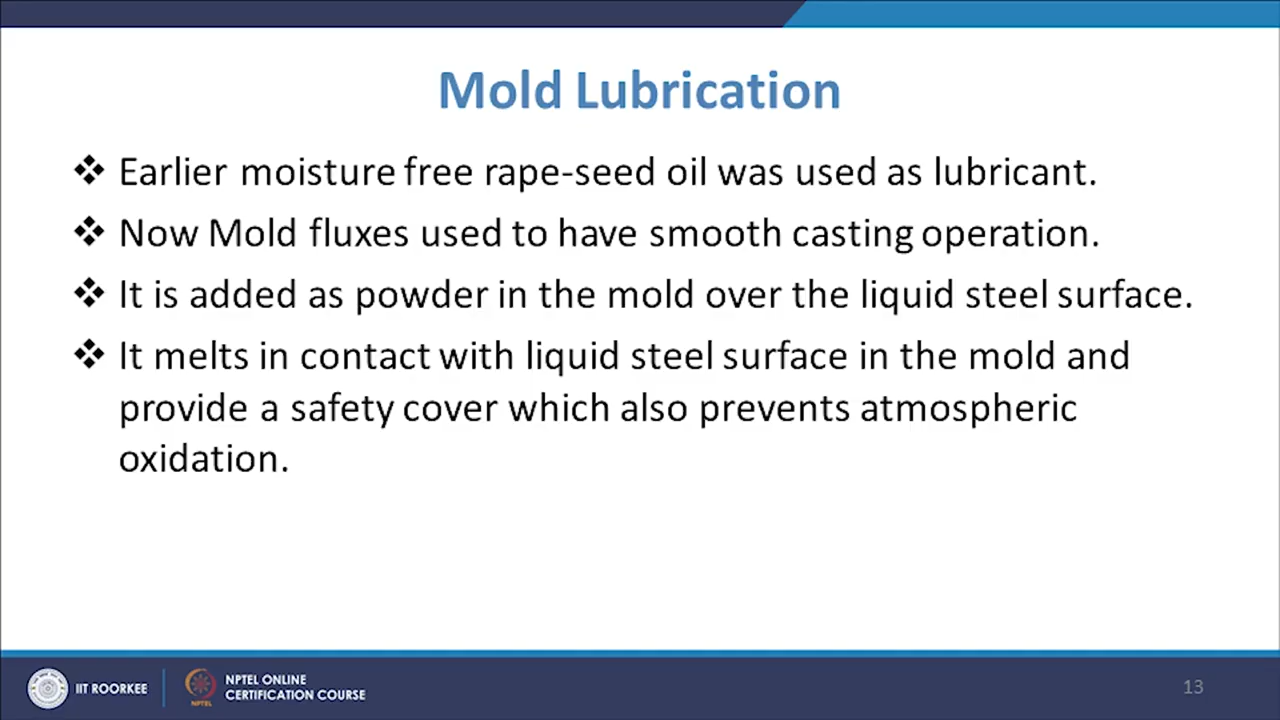 Mold Lubrication
❖ Earlier moisture free rape-seed oil was used as lubricant.
❖ Now Mold fluxes used to have smooth casting operation.
❖ It is added as powder in the mold over the liquid steel surface.
❖ It melts in contact with liquid steel surface in the mold and
provide a safety cover which also prevents atmospheric
oxidation.
IIT ROORKEE
NPTEL
NPTEL ONLINE
CERTIFICATION COURSE
13